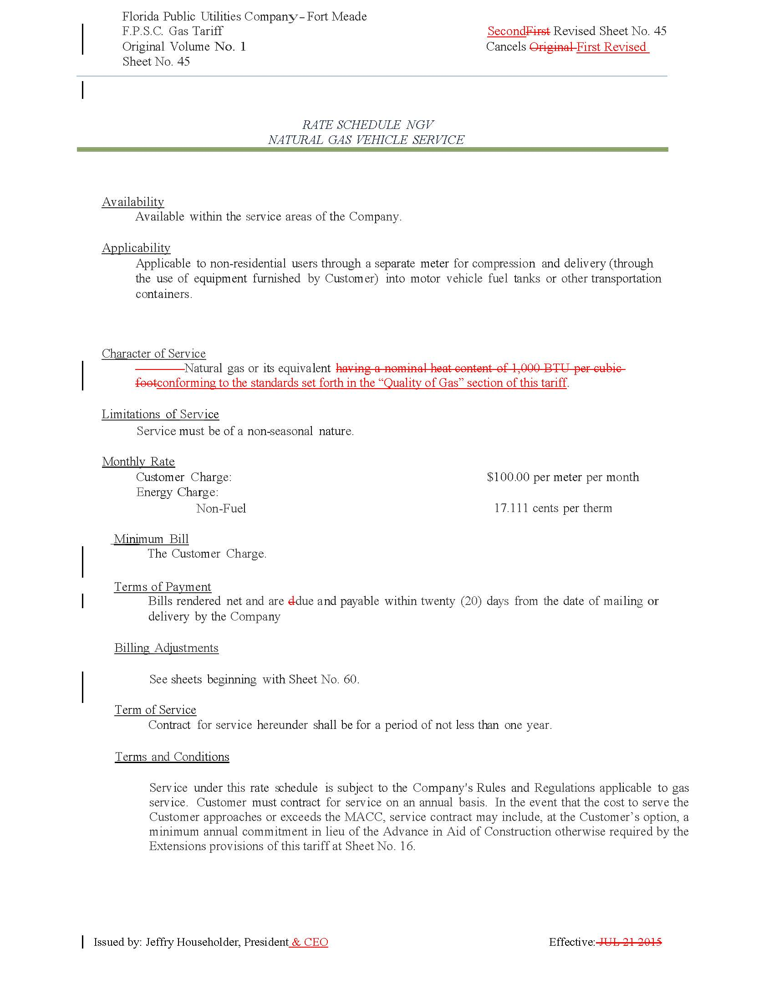 Florida Public Utilities Company – Fort Meade
F.P.S.C. Gas Tariff
SecondFirst Revised Sheet No. 45
Original Volume No. 1
Cancels Original First Revised
Sheet No. 45
RATE SCHEDULE NGV
NATURAL GAS VEHICLE SERVICE
Availability
Available within the service areas of the Company.
Applicability
Applicable to non-residential users through a separate meter for compression and delivery (through
the use of equipment furnished by Customer) into motor vehicle fuel tanks or other transportation
containers.
Character of Service
Natural gas or its equivalent having a nominal heat content of 1,000 BTU per cubic
footconforming to the standards set forth in the “Quality of Gas” section of this tariff.
Limitations of Service
Service must be of a non-seasonal nature.
Monthly Rate
Customer Charge: $100.00 per meter per month
Energy Charge:
Non-Fuel 17.111 cents per therm
Minimum Bill
The Customer Charge.
Terms of Payment
Bills rendered net and are ddue and payable within twenty (20) days from the date of mailing or
delivery by the Company
Billing Adjustments
See sheets beginning with Sheet No. 60.
Term of Service
Contract for service hereunder shall be for a period of not less than one year.
Terms and Conditions
Service under this rate schedule is subject to the Company's Rules and Regulations applicable to gas
service. Customer must contract for service on an annual basis. In the event that the cost to serve the
Customer approaches or exceeds the MACC, service contract may include, at the Customer’s option, a
minimum annual commitment in lieu of the Advance in Aid of Construction otherwise required by the
Extensions provisions of this tariff at Sheet No. 16.
Issued by: Jeffry Householder, President & CEO
Effective: JUL 21 2015